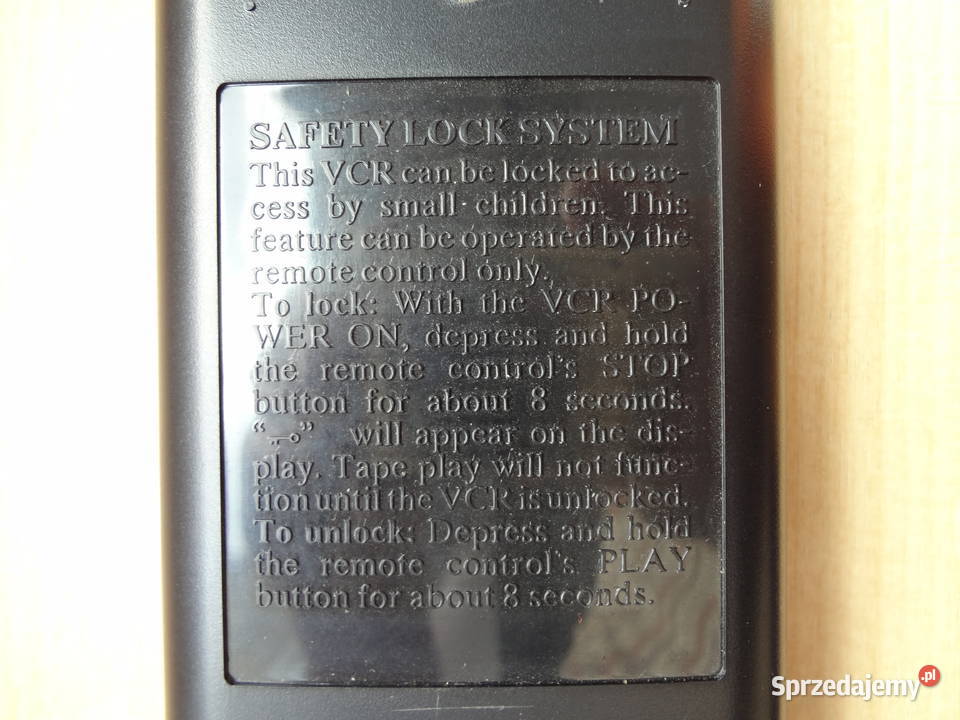 SAFETY LOCK SYSTEM
This VCR can be locked to ac-
cess by small children. This
feature can be operated by the
remote control only.
To lock: With the VCR PO-
WER ON, depress and hold
the remote control's STOP
button for about 8 seconds.
“ ” will appear on the dis-
play. Tape play will not func-
tion until the VCR is unlocked.
To unlock: Depress and hold
the remote control's PLAY
button for about 8 seconds.
Sprzedajemy.pl